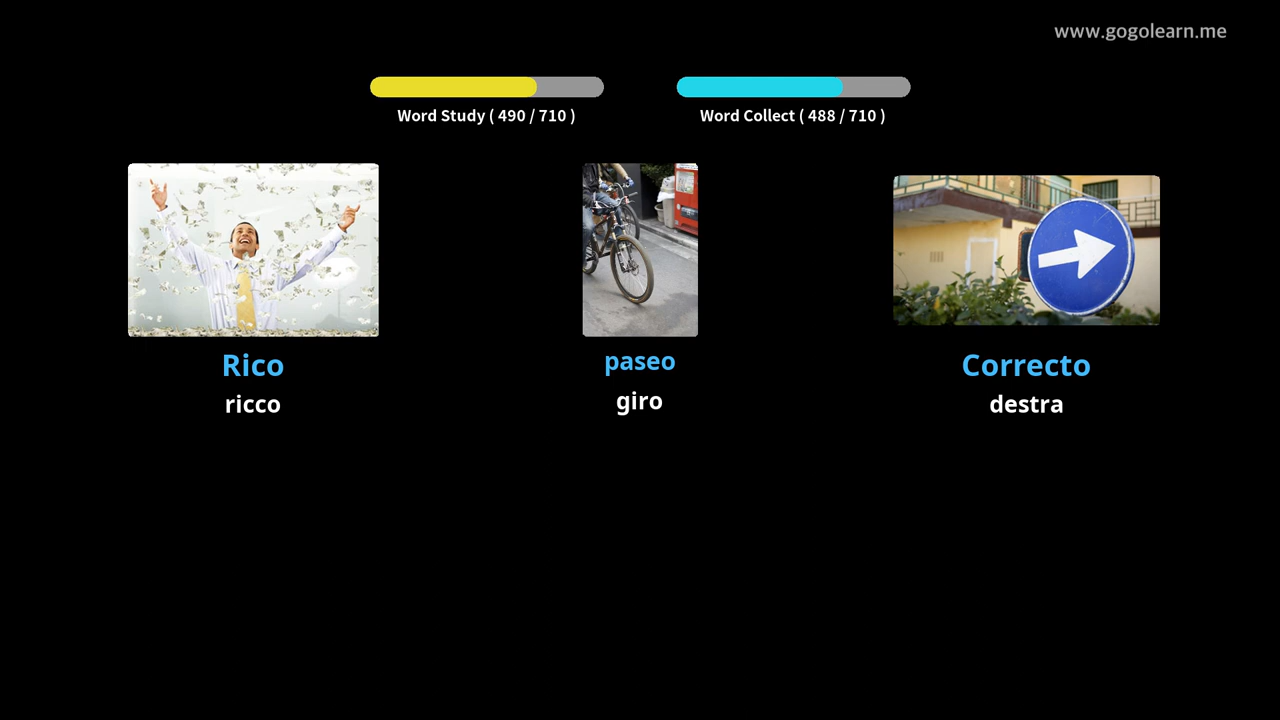 www.gogolearn.me
Word Study ( 490 / 710 )
Word Collect ( 488 / 710 )
Rico
ricco
paseo
giro
Correcto
destra